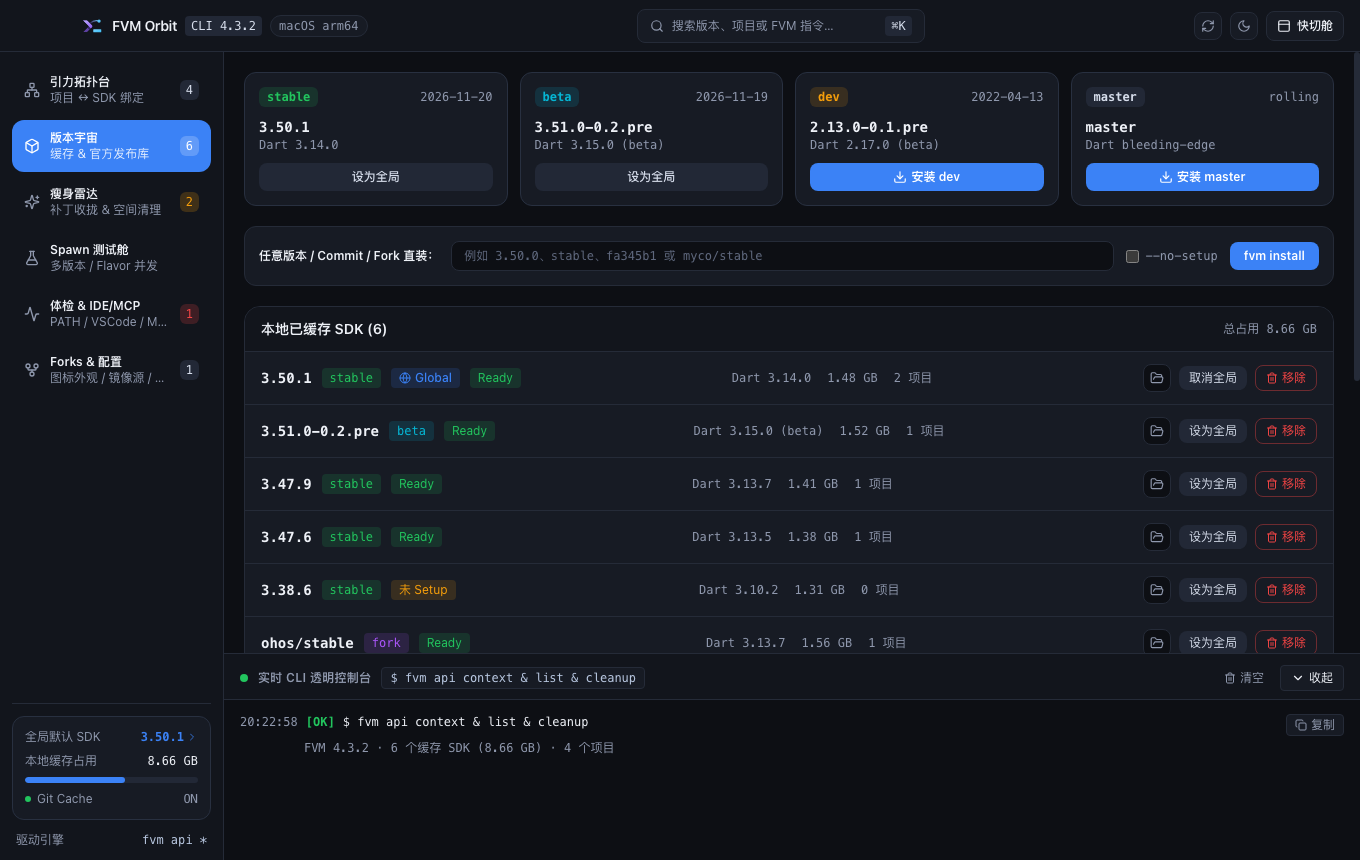 FVM Orbit CLI 4.3.2 macOS arm64
搜索版本、项目或 FVM 指令... ⌘K
快切舱
引力拓扑台
项目 ↔ SDK 绑定
4
版本宇宙
缓存 & 官方发布库
6
瘦身雷达
补丁收拢 & 空间清理
2
Spawn 测试舱
多版本 / Flavor 并发
体检 & IDE/MCP
PATH / VSCode / M...
1
Forks & 配置
图标外观 / 镜像源 / ...
1
全局默认 SDK 3.50.1
本地缓存占用 8.66 GB
Git Cache ON
驱动引擎 fvm api *
stable 2026-11-20
3.50.1
Dart 3.14.0
设为全局
beta 2026-11-19
3.51.0-0.2.pre
Dart 3.15.0 (beta)
设为全局
dev 2022-04-13
2.13.0-0.1.pre
Dart 2.17.0 (beta)
安装 dev
master rolling
master
Dart bleeding-edge
安装 master
任意版本 / Commit / Fork 直装: 例如 3.50.0、stable、fa345b1 或 myco/stable --no-setup fvm install
本地已缓存 SDK (6) 总占用 8.66 GB
3.50.1 stable Global Ready Dart 3.14.0 1.48 GB 2 项目 取消全局 移除
3.51.0-0.2.pre beta Ready Dart 3.15.0 (beta) 1.52 GB 1 项目 设为全局 移除
3.47.9 stable Ready Dart 3.13.7 1.41 GB 1 项目 设为全局 移除
3.47.6 stable Ready Dart 3.13.5 1.38 GB 1 项目 设为全局 移除
3.38.6 stable 未 Setup Dart 3.10.2 1.31 GB 0 项目 设为全局 移除
ohos/stable fork Ready Dart 3.13.7 1.56 GB 1 项目 设为全局 移除
实时 CLI 透明控制台 $ fvm api context & list & cleanup 清空 收起
20:22:58 [OK] $ fvm api context & list & cleanup 复制
FVM 4.3.2 · 6 个缓存 SDK (8.66 GB) · 4 个项目